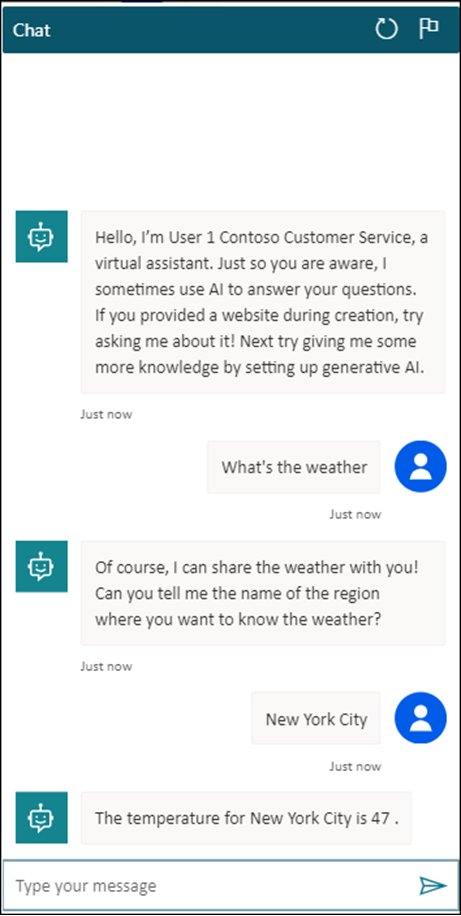 Chat
Hello, I’m User 1 Contoso Customer Service, a
virtual assistant. Just so you are aware, I
sometimes use AI to answer your questions.
If you provided a website during creation, try
asking me about it! Next try giving me some
more knowledge by setting up generative AI.
Just now
What's the weather
Just now
Of course, I can share the weather with you!
Can you tell me the name of the region
where you want to know the weather?
Just now
New York City
Just now
The temperature for New York City is 47 .
Type your message